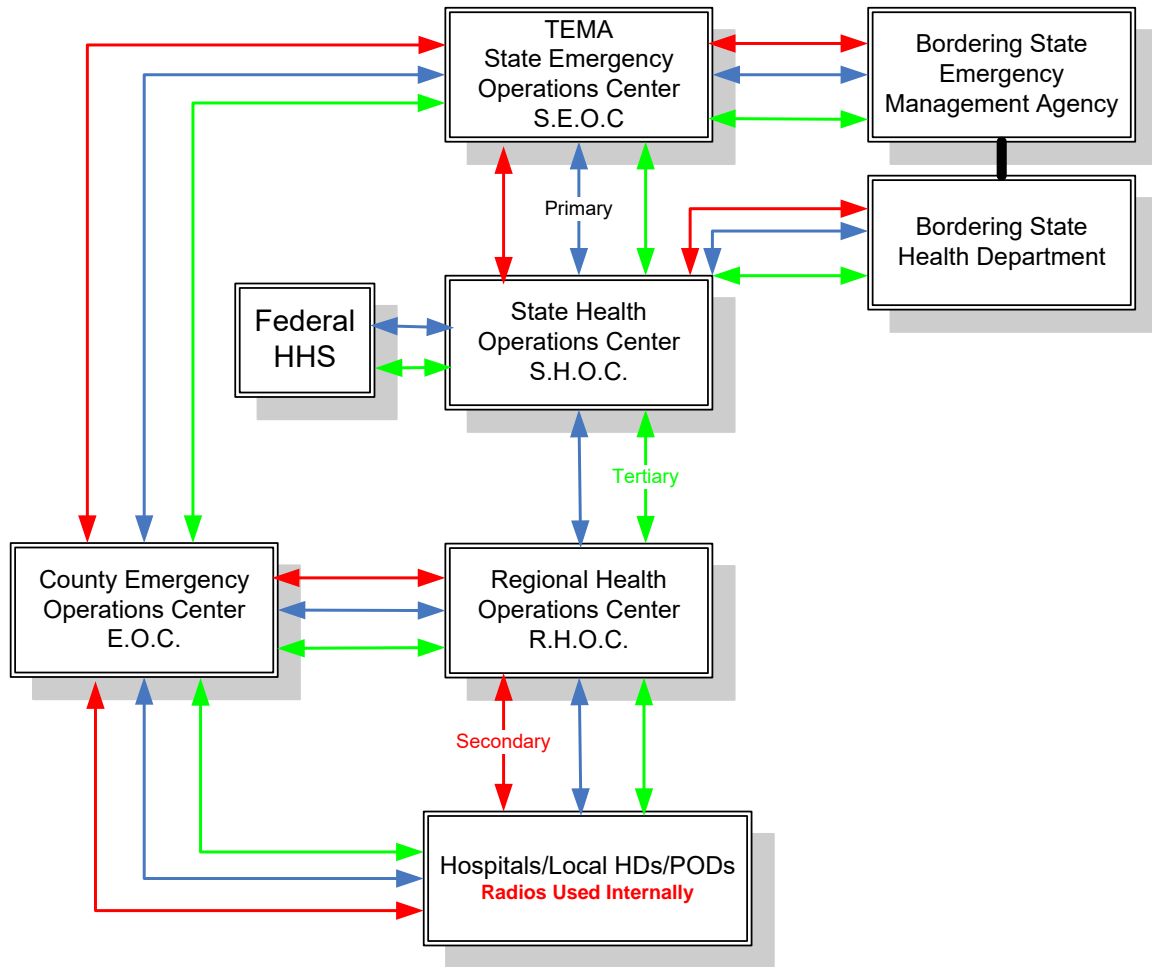 TEMA
State Emergency
Operations Center
S.E.O.C
Bordering State
Emergency
Management Agency
Primary
Bordering State
Health Department
Federal
HHS
State Health
Operations Center
S.H.O.C.
Tertiary
County Emergency
Operations Center
E.O.C.
Regional Health
Operations Center
R.H.O.C.
Secondary
Hospitals/Local HDs/PODs
Radios Used Internally